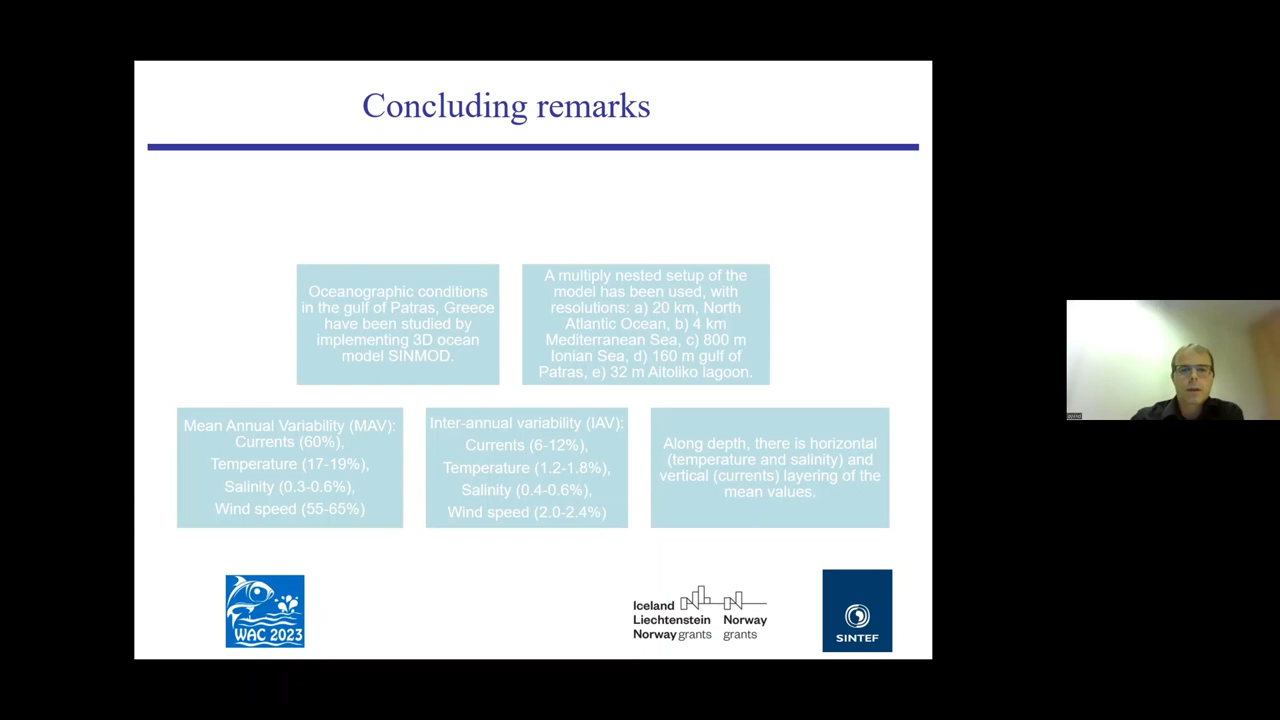 Concluding remarks
Oceanographic conditions
in the gulf of Patras, Greece
have been studied by
implementing 3D ocean
model SINMOD.
A multiply nested setup of the
model has been used, with
resolutions: a) 20 km, North
Atlantic Ocean, b) 4 km
Mediterranean Sea, c) 800 m
Ionian Sea, d) 160 m gulf of
Patras, e) 32 m Aitoliko lagoon.
Mean Annual Variability (MAV):
Currents (60%),
Temperature (17-19%),
Salinity (0.3-0.6%),
Wind speed (55-65%)
Inter-annual variability (IAV):
Currents (6-12%),
Temperature (1.2-1.8%),
Salinity (0.4-0.6%),
Wind speed (2.0-2.4%)
Along depth, there is horizontal
(temperature and salinity) and
vertical (currents) layering of the
mean values.
WAC 2023
Iceland
Liechtenstein
Norway grants
Norway
grants
SINTEF